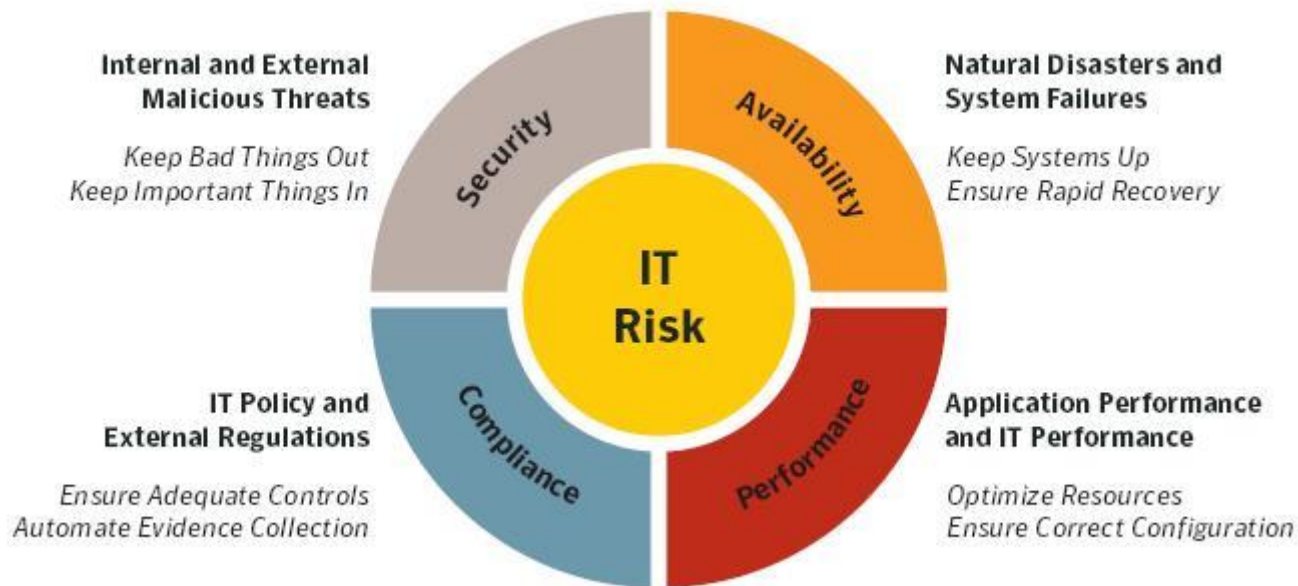 Internal and External
Malicious Threats
Keep Bad Things Out
Keep Important Things In
Security
Availability
Natural Disasters and
System Failures
Keep Systems Up
Ensure Rapid Recovery
IT
Risk
IT Policy and
External Regulations
Ensure Adequate Controls
Automate Evidence Collection
Compliance
Performance
Application Performance
and IT Performance
Optimize Resources
Ensure Correct Configuration